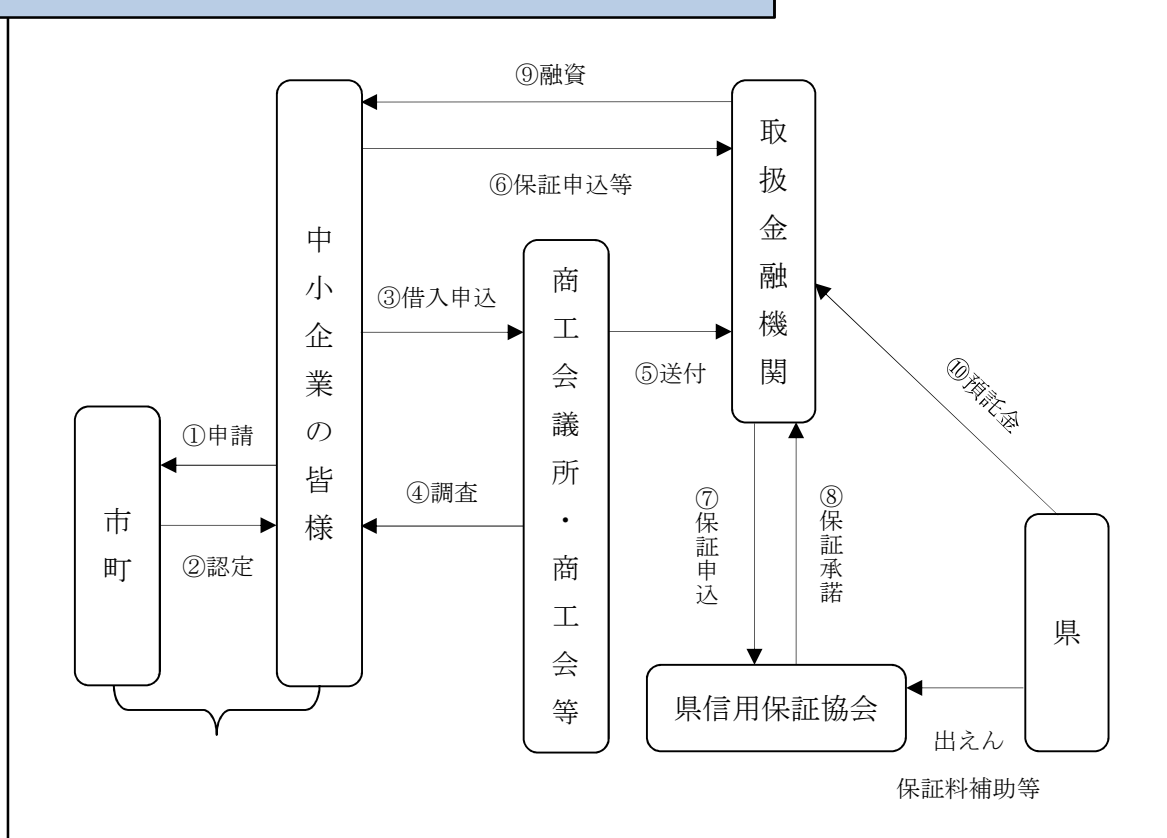 ⑨融資
⑥保証申込等
取扱金融機関
中小企業の皆様
商工会議所・商工会等
③借入申込
⑤送付
⑩預託金
①申請
④調査
市町
②認定
⑦保証申込
⑧保証承諾
県
県信用保証協会
出えん
保証料補助等